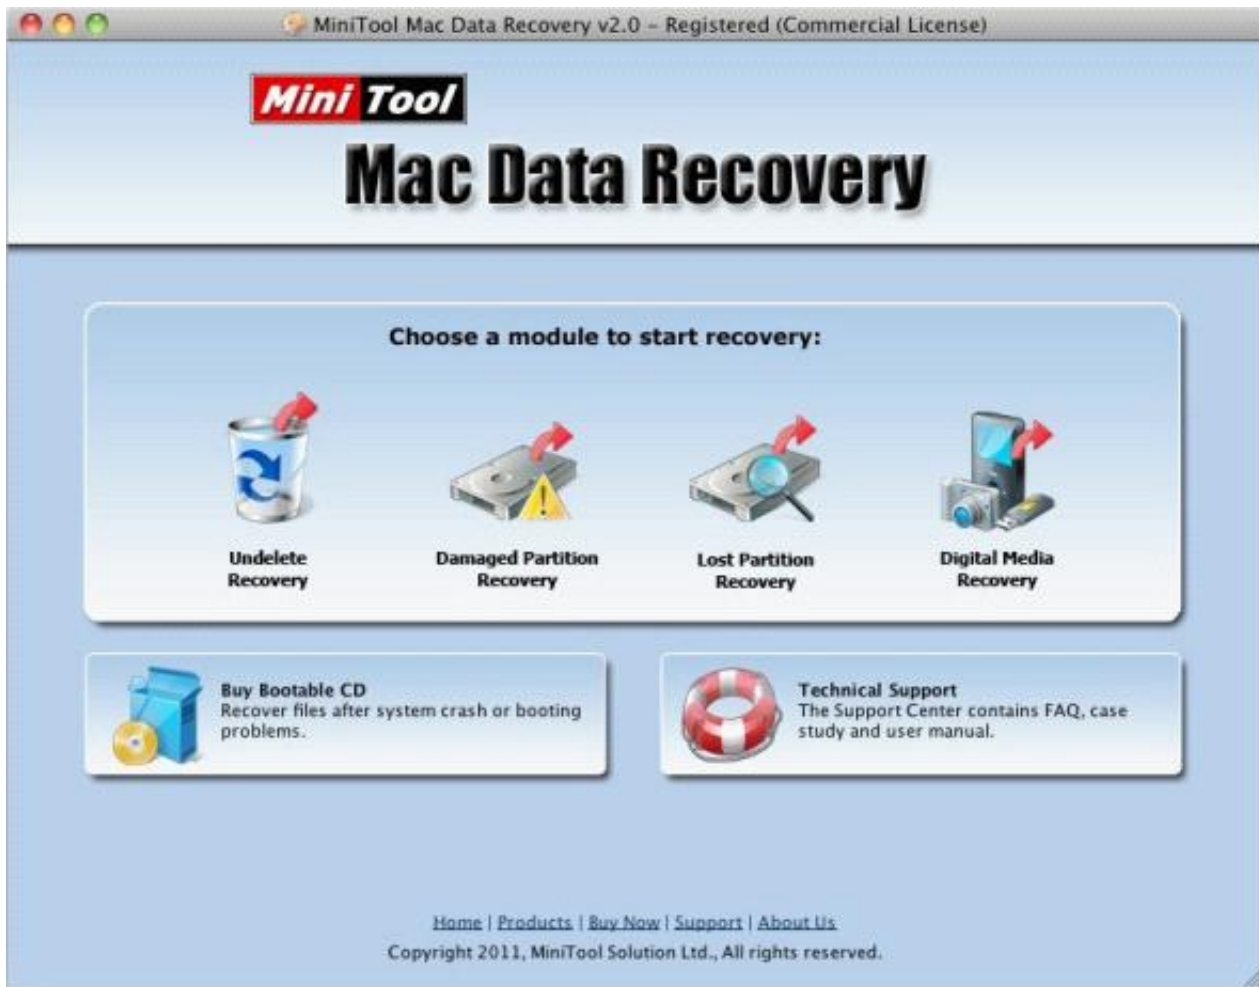 MiniTool Mac Data Recovery v2.0 – Registered (Commercial License)
Mini Tool
Mac Data Recovery
Choose a module to start recovery:
Undelete
Recovery
Damaged Partition
Recovery
Lost Partition
Recovery
Digital Media
Recovery
Buy Bootable CD
Recover files after system crash or booting
problems.
Technical Support
The Support Center contains FAQ, case
study and user manual.
Home | Products | Buy Now | Support | About Us
Copyright 2011, MiniTool Solution Ltd., All rights reserved.